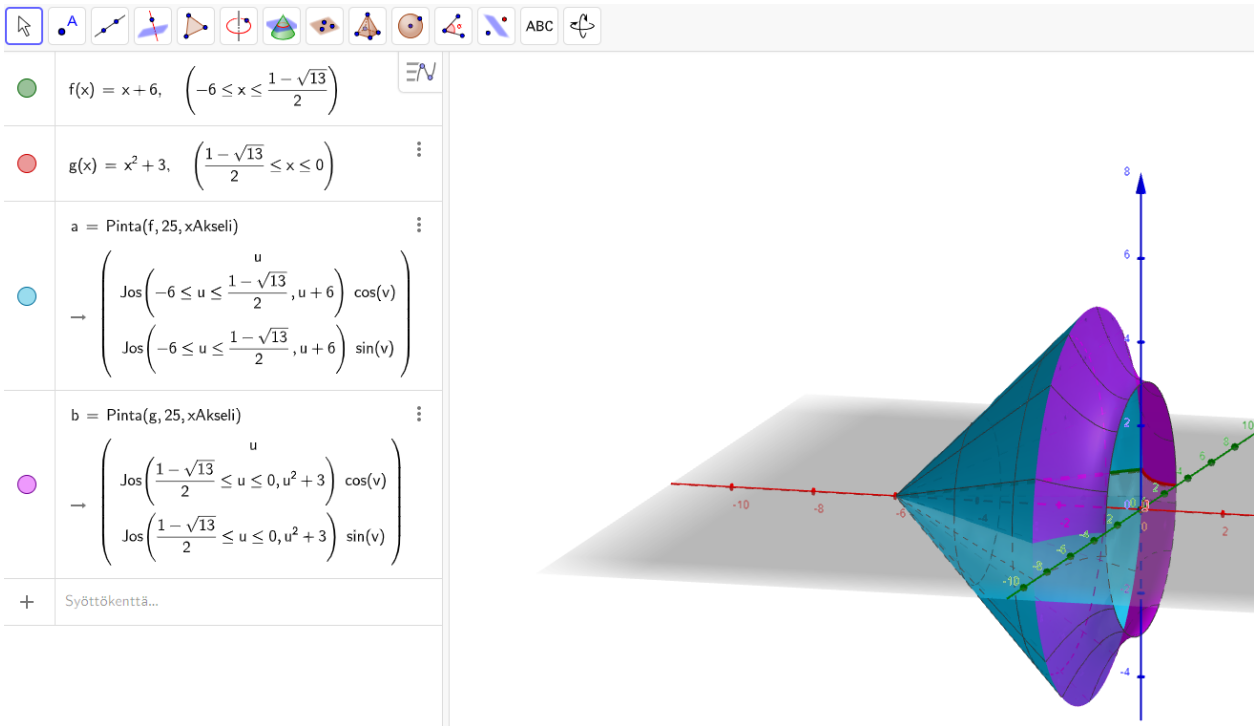 ABC
f(x) = x + 6, (−6 ≤ x ≤ (1 − √13)/2)
g(x) = x² + 3, ((1 − √13)/2 ≤ x ≤ 0)
a = Pinta(f, 25, xAkseli)
u
Jos(−6 ≤ u ≤ (1 − √13)/2, u + 6) cos(v)
→
Jos(−6 ≤ u ≤ (1 − √13)/2, u + 6) sin(v)
b = Pinta(g, 25, xAkseli)
u
Jos((1 − √13)/2 ≤ u ≤ 0, u² + 3) cos(v)
→
Jos((1 − √13)/2 ≤ u ≤ 0, u² + 3) sin(v)
+ Syöttökenttä...
A
8
6
4
2
0
-2
-4
-10 -8 -6 -4 -2 0 2
10
8
6
4
2
-10